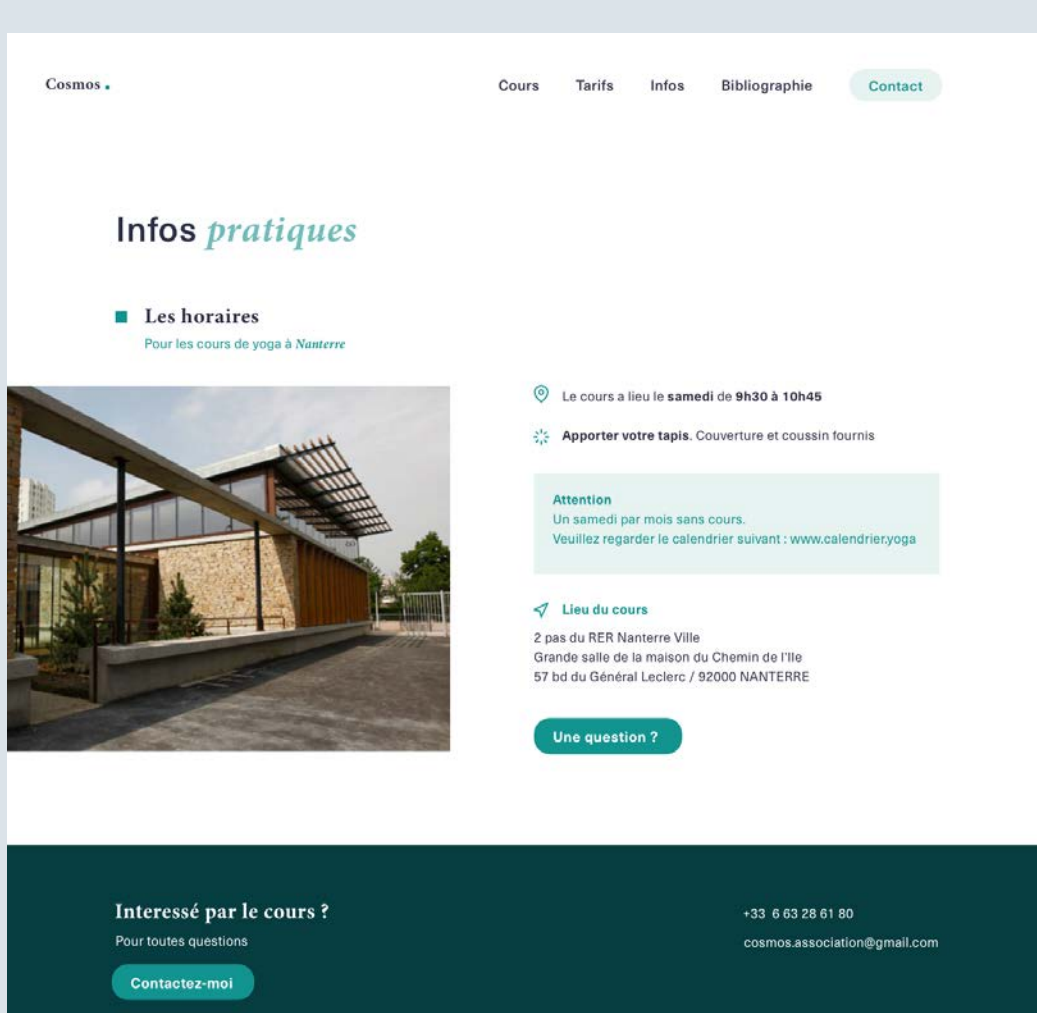 Cosmos.
Cours Tarifs Infos Bibliographie Contact
Infos pratiques
Les horaires
Pour les cours de yoga à Nanterre
Le cours a lieu le samedi de 9h30 à 10h45
Apporter votre tapis. Couverture et coussin fournis
Attention
Un samedi par mois sans cours.
Veuillez regarder le calendrier suivant : www.calendrier.yoga
Lieu du cours
2 pas du RER Nanterre Ville
Grande salle de la maison du Chemin de l'Ile
57 bd du Général Leclerc / 92000 NANTERRE
Une question ?
Interessé par le cours ?
Pour toutes questions
Contactez-moi
+33 6 63 28 61 80
cosmos.association@gmail.com